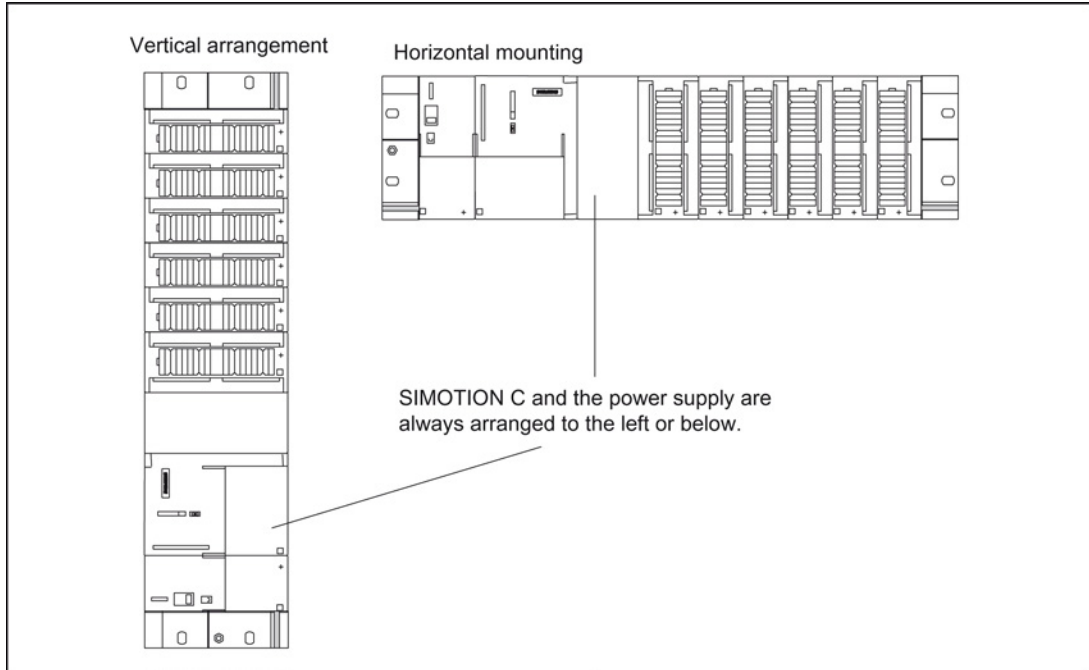 Vertical arrangement
Horizontal mounting
SIMOTION C and the power supply are
always arranged to the left or below.